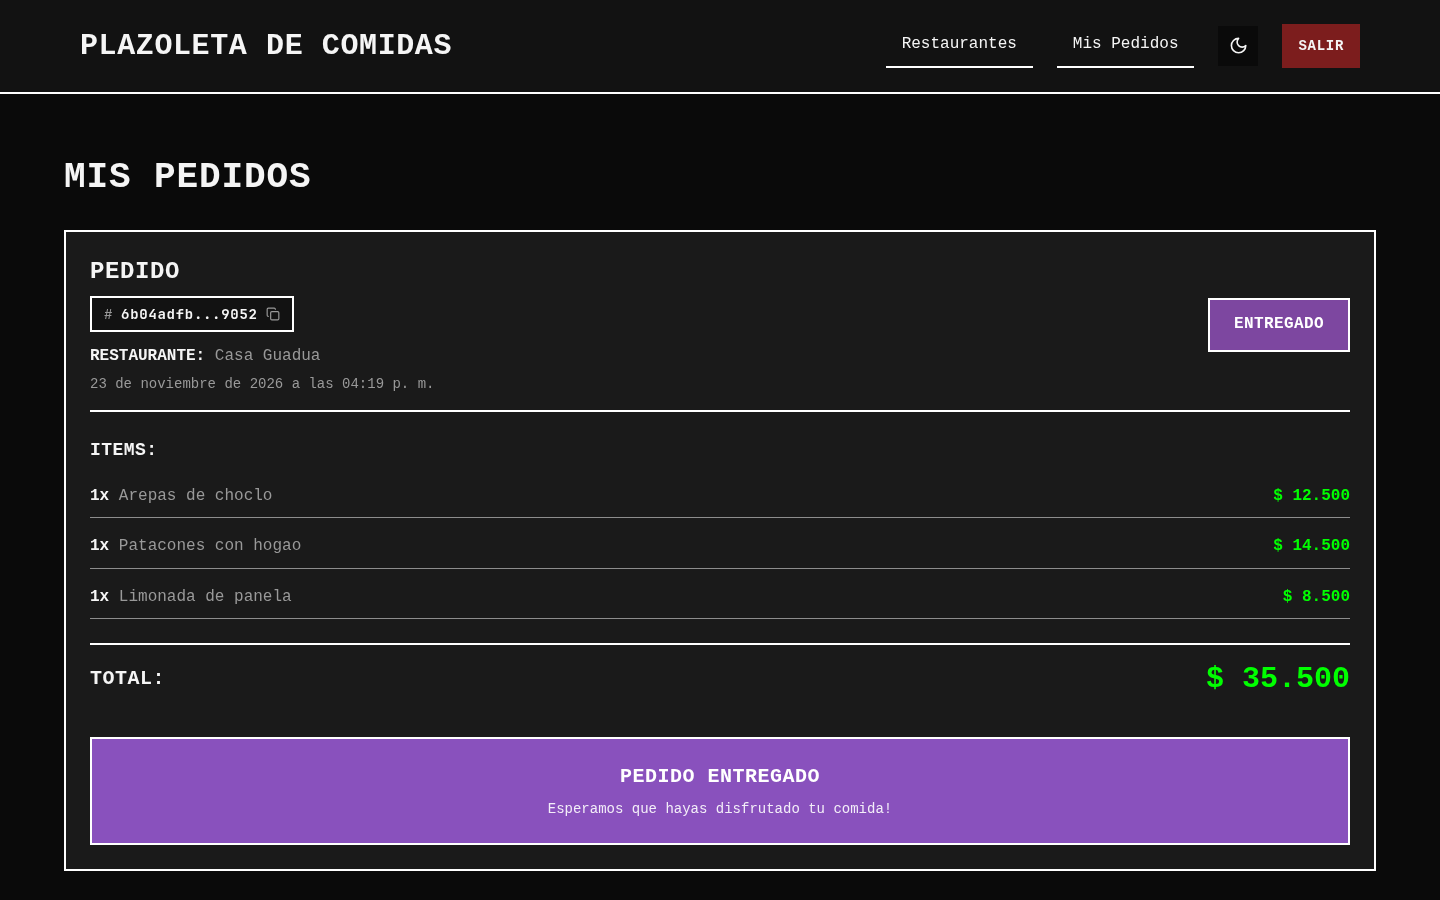 PLAZOLETA DE COMIDAS
Restaurantes
Mis Pedidos
SALIR
MIS PEDIDOS
PEDIDO
# 6b04adfb...9052
ENTREGADO
RESTAURANTE: Casa Guadua
23 de noviembre de 2026 a las 04:19 p. m.
ITEMS:
1x Arepas de choclo $ 12.500
1x Patacones con hogao $ 14.500
1x Limonada de panela $ 8.500
TOTAL: $ 35.500
PEDIDO ENTREGADO
Esperamos que hayas disfrutado tu comida!